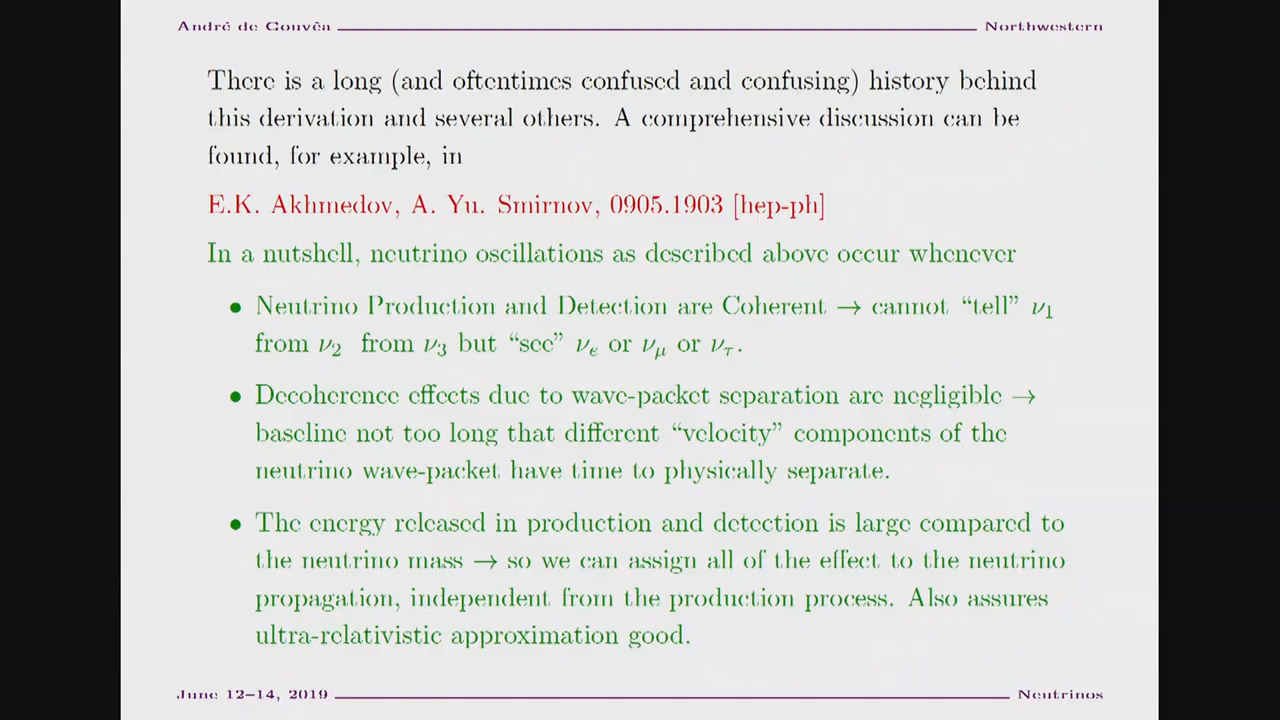 André de Gouvêa Northwestern
There is a long (and oftentimes confused and confusing) history behind
this derivation and several others. A comprehensive discussion can be
found, for example, in
E.K. Akhmedov, A. Yu. Smirnov, 0905.1903 [hep-ph]
In a nutshell, neutrino oscillations as described above occur whenever
• Neutrino Production and Detection are Coherent → cannot “tell” ν₁
from ν₂ from ν₃ but “see” νₑ or ν_μ or ν_τ.
• Decoherence effects due to wave-packet separation are negligible →
baseline not too long that different “velocity” components of the
neutrino wave-packet have time to physically separate.
• The energy released in production and detection is large compared to
the neutrino mass → so we can assign all of the effect to the neutrino
propagation, independent from the production process. Also assures
ultra-relativistic approximation good.
June 12–14, 2019 Neutrinos